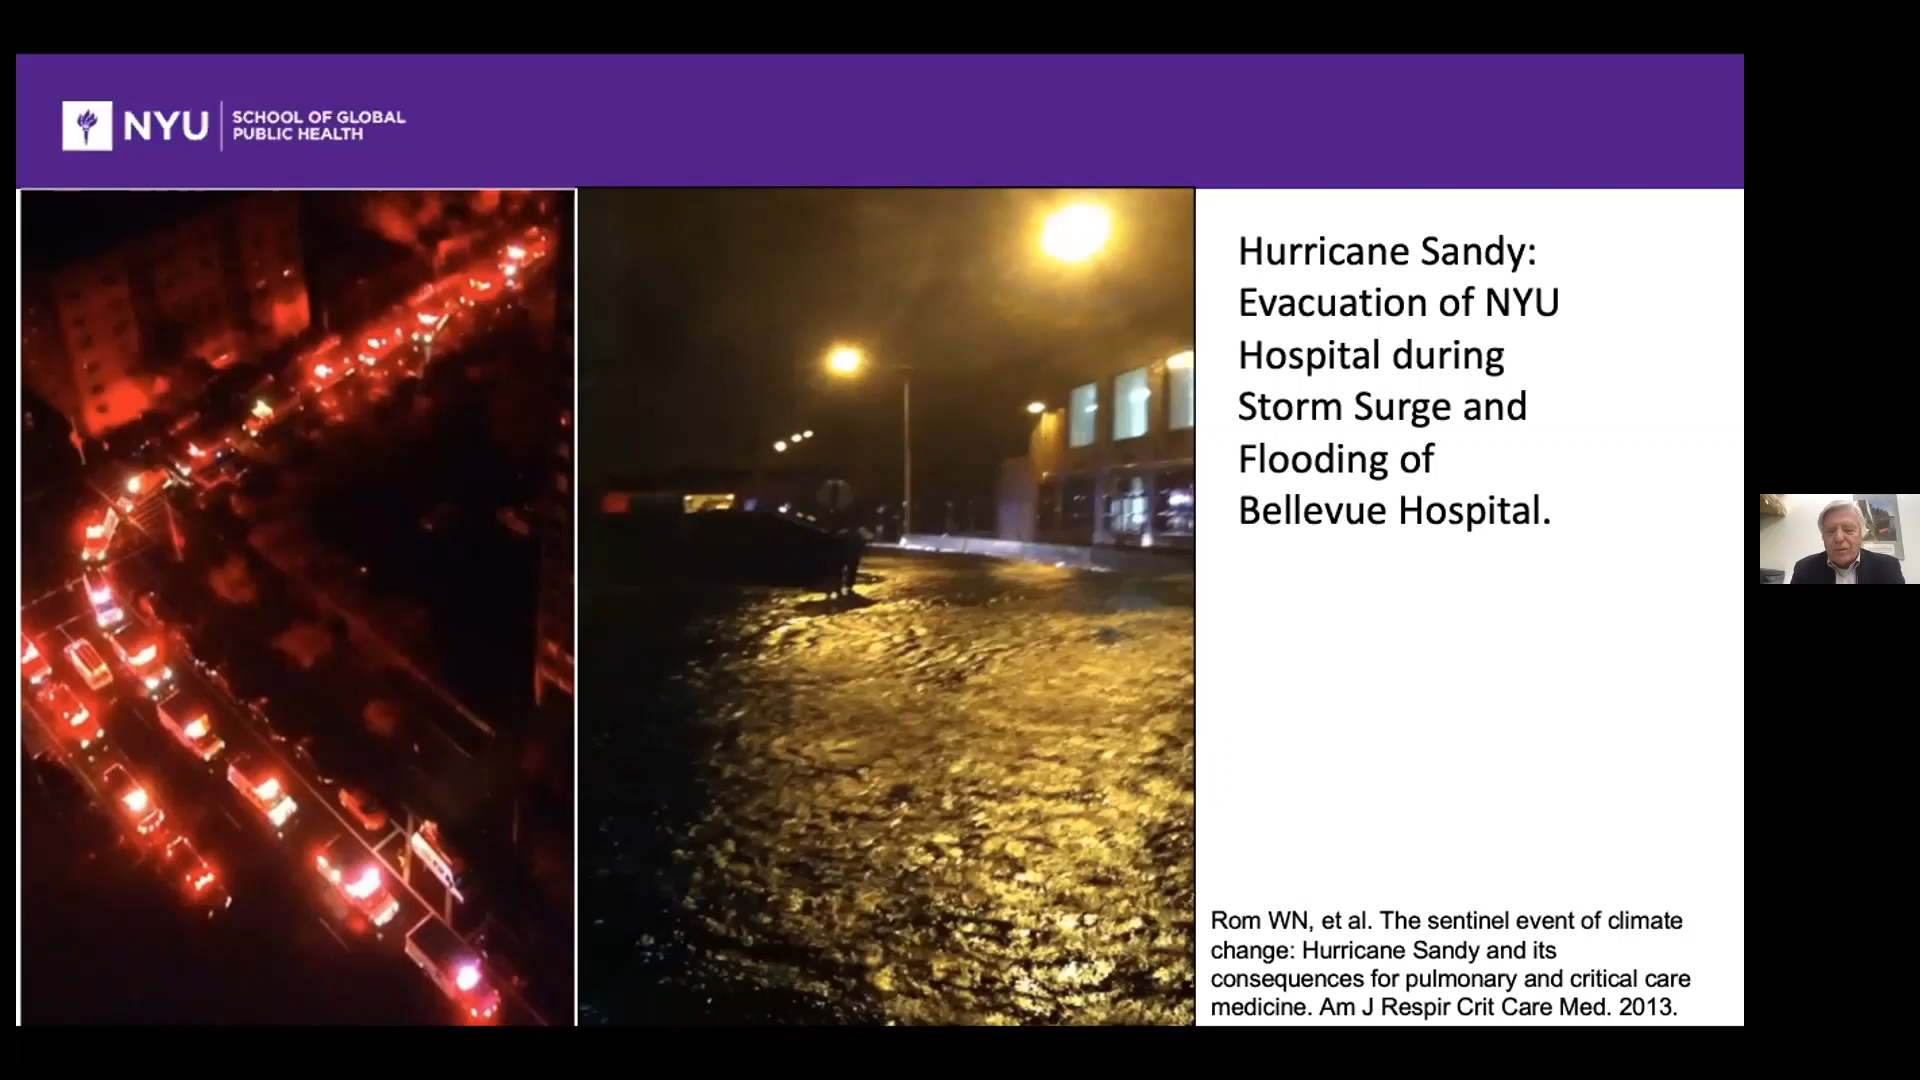 NYU
SCHOOL OF GLOBAL
PUBLIC HEALTH
Hurricane Sandy:
Evacuation of NYU
Hospital during
Storm Surge and
Flooding of
Bellevue Hospital.
Rom WN, et al. The sentinel event of climate
change: Hurricane Sandy and its
consequences for pulmonary and critical care
medicine. Am J Respir Crit Care Med. 2013.